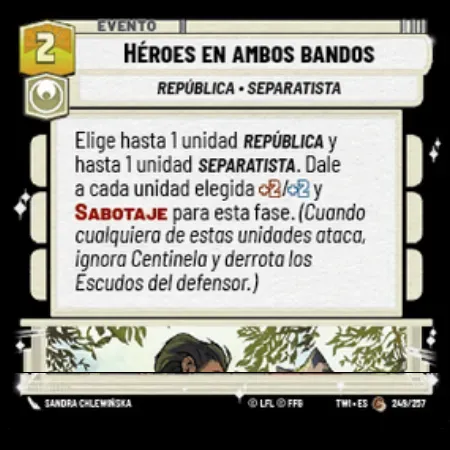 EVENTO
2
HÉROES EN AMBOS BANDOS
REPÚBLICA • SEPARATISTA
Elige hasta 1 unidad REPÚBLICA y
hasta 1 unidad SEPARATISTA. Dale
a cada unidad elegida +2/+2 y
SABOTAJE para esta fase. (Cuando
cualquiera de estas unidades ataca,
ignora Centinela y derrota los
Escudos del defensor.)
SANDRA CHLEWIŃSKA © LFL © FFG TWI • ES 249/257